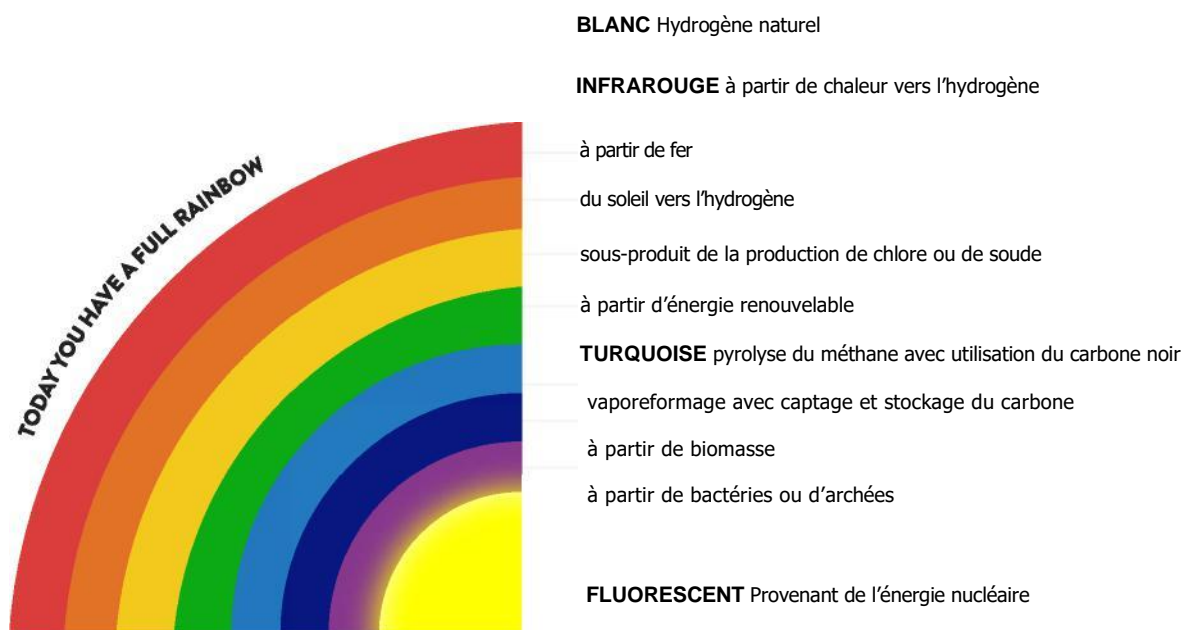 BLANC Hydrogène naturel
INFRAROUGE à partir de chaleur vers l’hydrogène
TODAY YOU HAVE A FULL RAINBOW
à partir de fer
du soleil vers l’hydrogène
sous-produit de la production de chlore ou de soude
à partir d’énergie renouvelable
TURQUOISE pyrolyse du méthane avec utilisation du carbone noir
vaporeformage avec captage et stockage du carbone
à partir de biomasse
à partir de bactéries ou d’archées
FLUORESCENT Provenant de l’énergie nucléaire